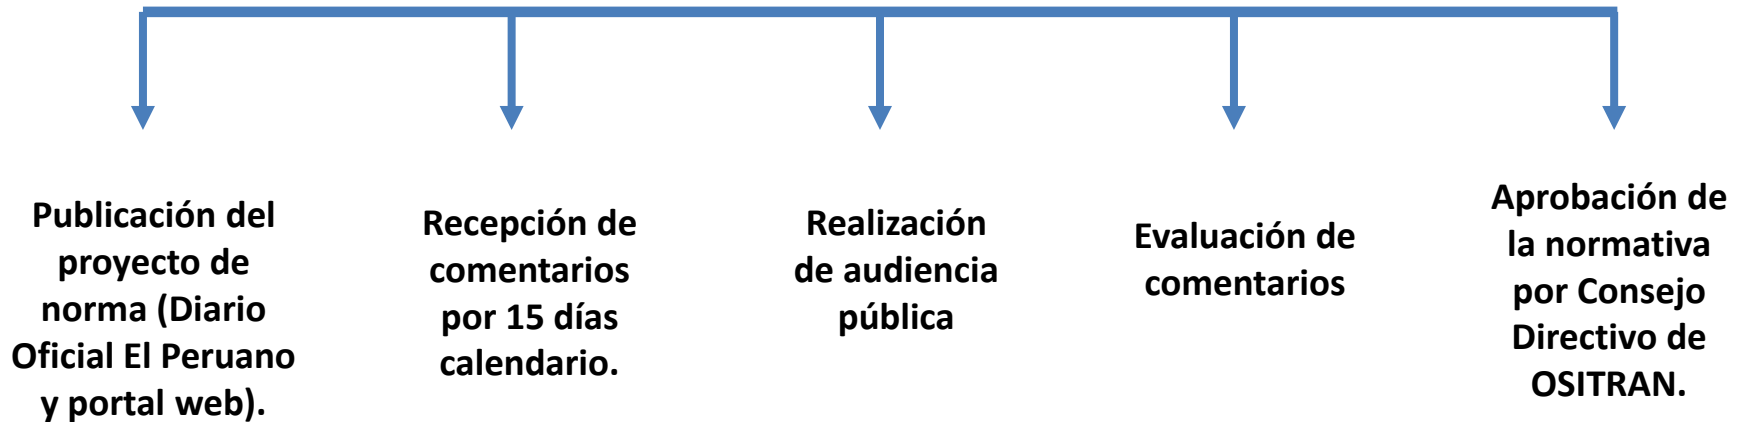 Publicación del
proyecto de
norma (Diario
Oficial El Peruano
y portal web).
Recepción de
comentarios
por 15 días
calendario.
Realización
de audiencia
pública
Evaluación de
comentarios
Aprobación de
la normativa
por Consejo
Directivo de
OSITRAN.